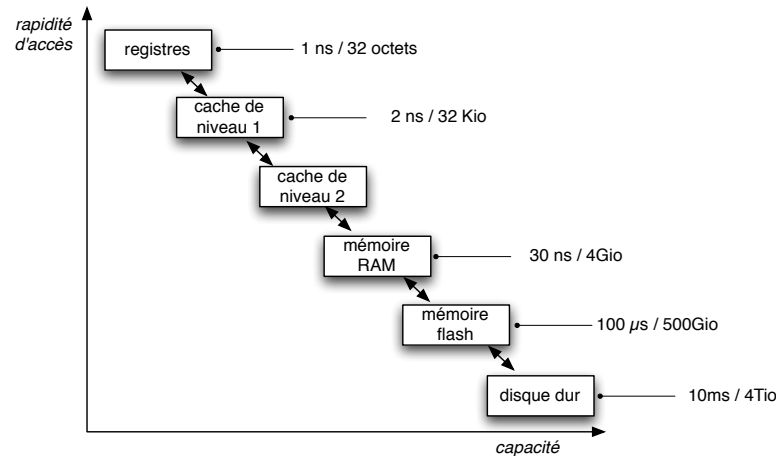 rapidité
d'accès
registres
1 ns / 32 octets
cache de
niveau 1
2 ns / 32 Kio
cache de
niveau 2
mémoire
RAM
30 ns / 4Gio
mémoire
flash
100 µs / 500Gio
disque dur
10ms / 4Tio
capacité